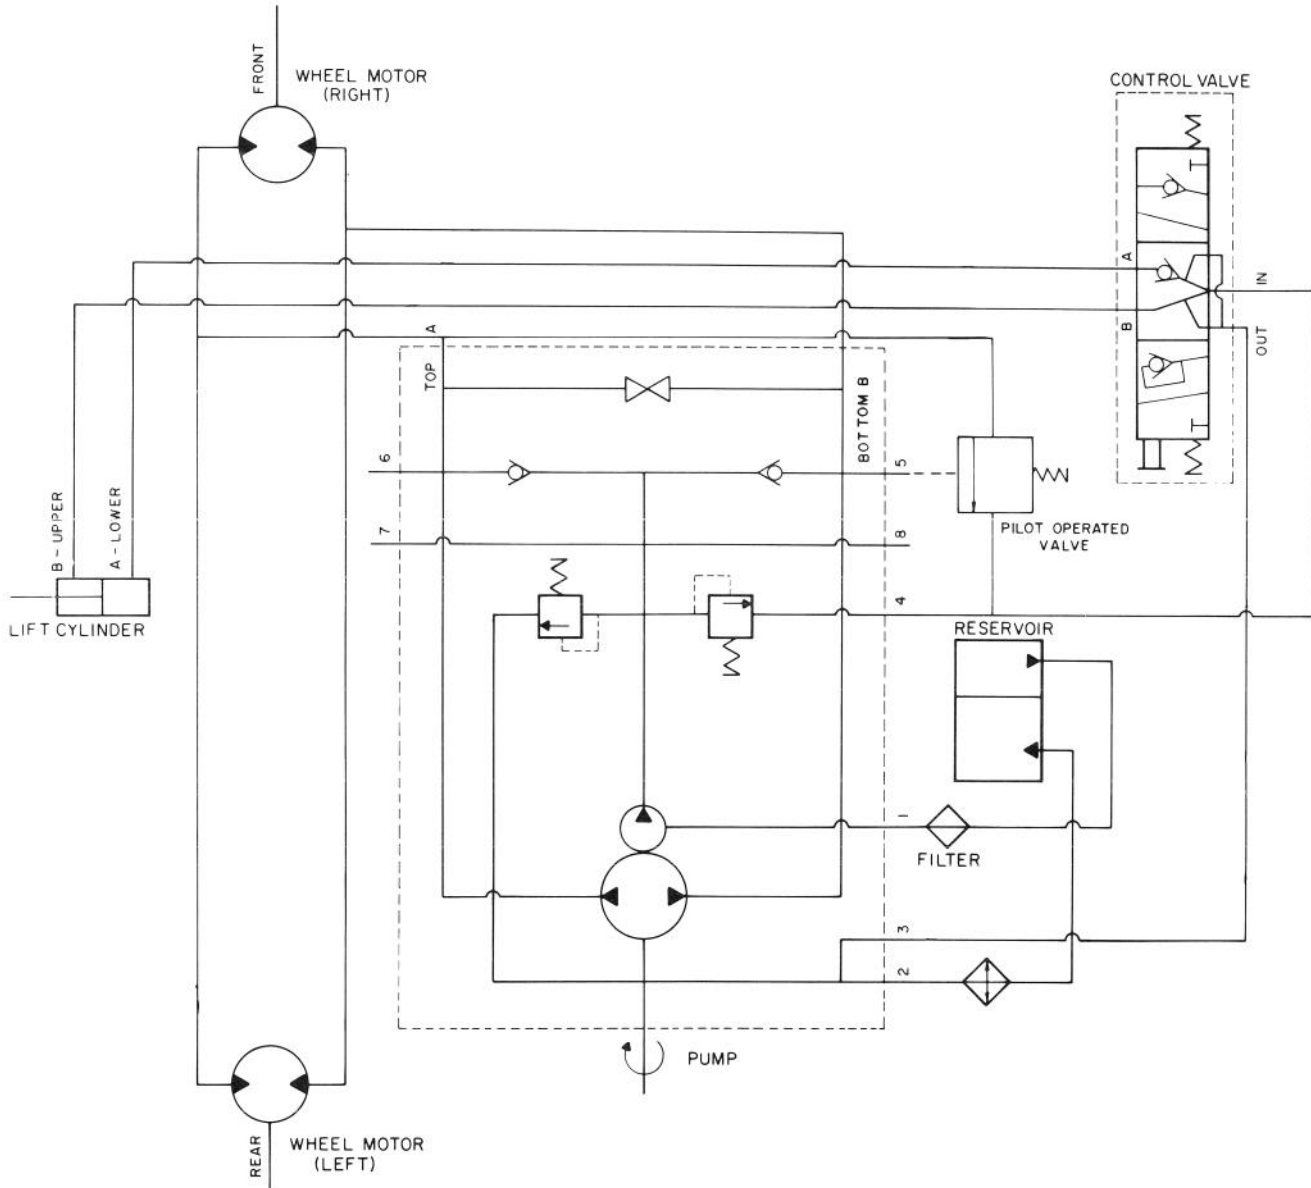 FRONT
WHEEL MOTOR
(RIGHT)
CONTROL VALVE
A
B
IN
OUT
A
TOP
BOTTOM B
6
5
7
8
PILOT OPERATED
VALVE
B - UPPER
A - LOWER
LIFT CYLINDER
4
RESERVOIR
1
FILTER
3
2
PUMP
REAR
WHEEL MOTOR
(LEFT)